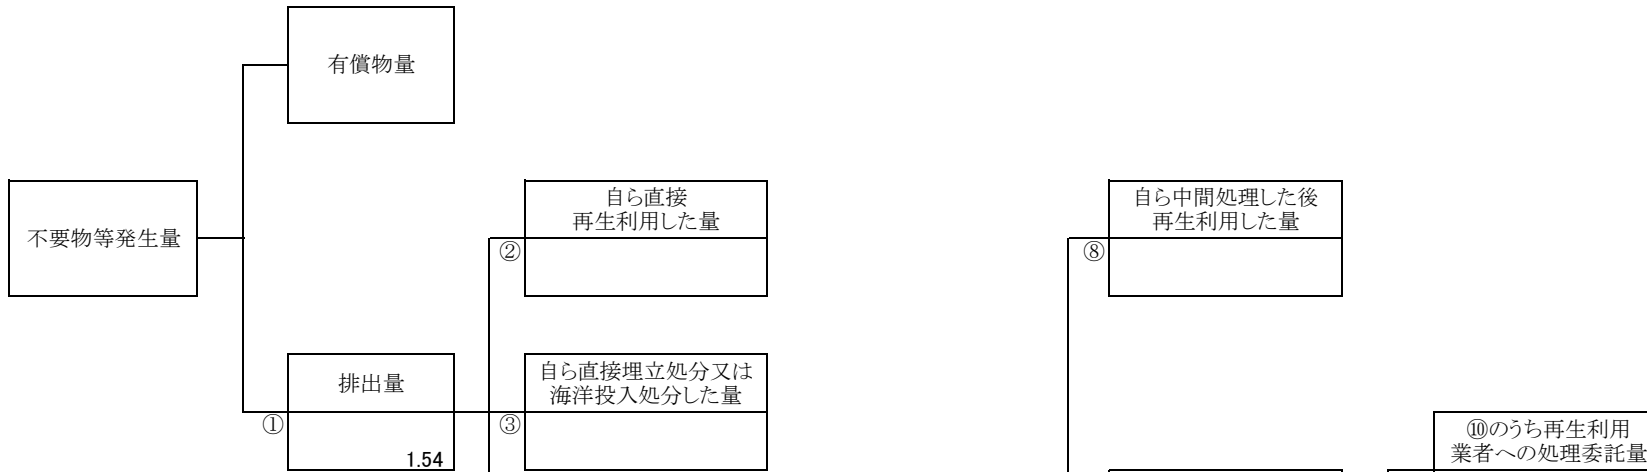 有償物量
不要物等発生量
自ら直接
再生利用した量
②
自ら中間処理した後
再生利用した量
⑧
排出量
①
1.54
自ら直接埋立処分又は
海洋投入処分した量
③
⑩のうち再生利用
業者への処理委託量